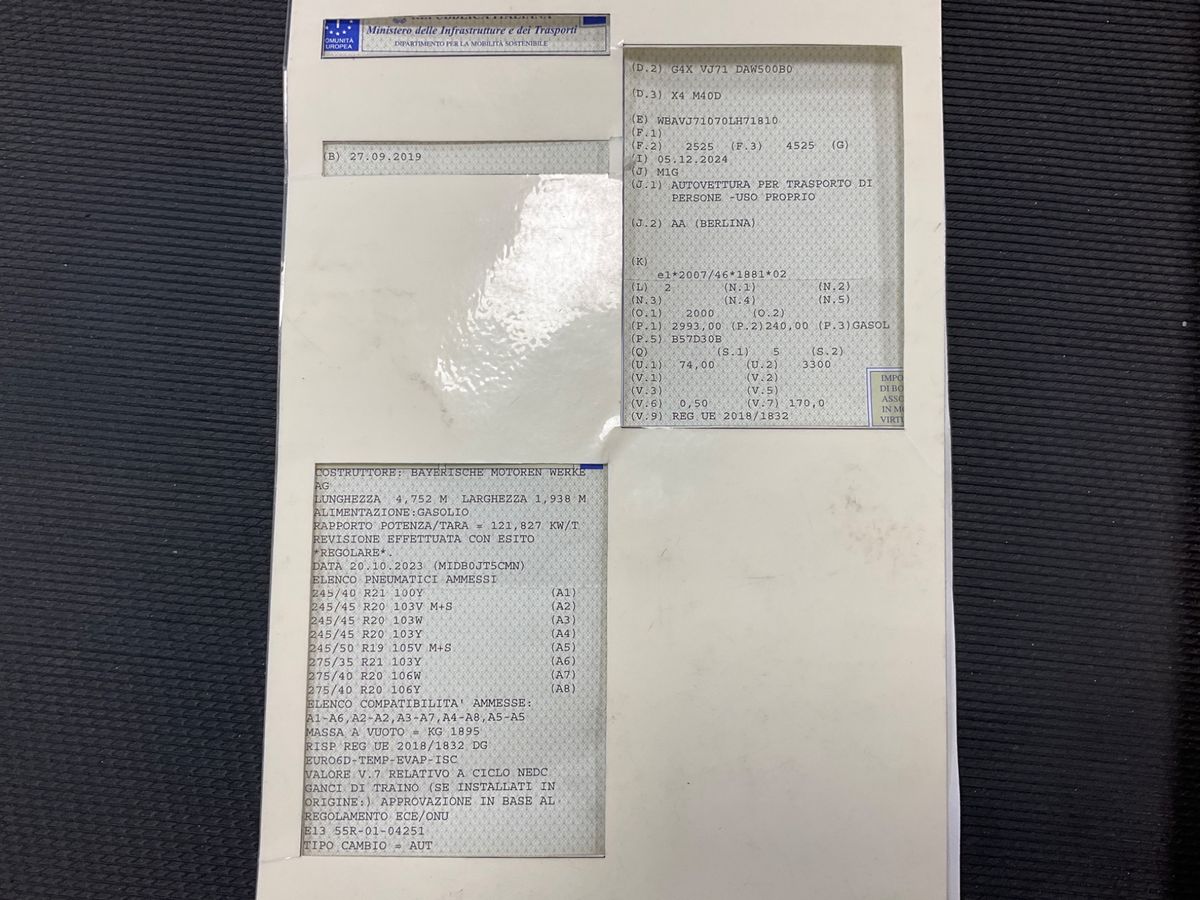 REPUBBLICA ITALIANA
Ministero delle Infrastrutture e dei Trasporti
DIPARTIMENTO PER LA MOBILITÀ SOSTENIBILE
OMUNITÀ
UROPEA
(B) 27.09.2019
(D.2) G4X VJ71 DAW500B0
(D.3) X4 M40D
(E) WBAVJ71070LH71810
(F.1)
(F.2) 2525 (F.3) 4525 (G)
(I) 05.12.2024
(J) M1G
(J.1) AUTOVETTURA PER TRASPORTO DI
PERSONE -USO PROPRIO
(J.2) AA (BERLINA)
(K)
e1*2007/46*1881*02
(L) 2 (N.1) (N.2)
(N.3) (N.4) (N.5)
(O.1) 2000 (O.2)
(P.1) 2993,00 (P.2)240,00 (P.3)GASOL
(P.5) B57D30B
(Q) (S.1) 5 (S.2)
(U.1) 74,00 (U.2) 3300
(V.1) (V.2)
(V.3) (V.5)
(V.6) 0,50 (V.7) 170,0
(V.9) REG UE 2018/1832
IMPO
DI BO
ASSO
IN MO
VIRTU
COSTRUTTORE: BAYERISCHE MOTOREN WERKE
AG
LUNGHEZZA 4,752 M LARGHEZZA 1,938 M
ALIMENTAZIONE:GASOLIO
RAPPORTO POTENZA/TARA = 121,827 KW/T
REVISIONE EFFETTUATA CON ESITO
*REGOLARE*.
DATA 20.10.2023 (MIDB0JT5CMN)
ELENCO PNEUMATICI AMMESSI
245/40 R21 100Y (A1)
245/45 R20 103V M+S (A2)
245/45 R20 103W (A3)
245/45 R20 103Y (A4)
245/50 R19 105V M+S (A5)
275/35 R21 103Y (A6)
275/40 R20 106W (A7)
275/40 R20 106Y (A8)
ELENCO COMPATIBILITA' AMMESSE:
A1-A6,A2-A2,A3-A7,A4-A8,A5-A5
MASSA A VUOTO = KG 1895
RISP REG UE 2018/1832 DG
EURO6D-TEMP-EVAP-ISC
VALORE V.7 RELATIVO A CICLO NEDC
GANCI DI TRAINO (SE INSTALLATI IN
ORIGINE:) APPROVAZIONE IN BASE AL
REGOLAMENTO ECE/ONU
E13 55R-01-04251
TIPO CAMBIO = AUT